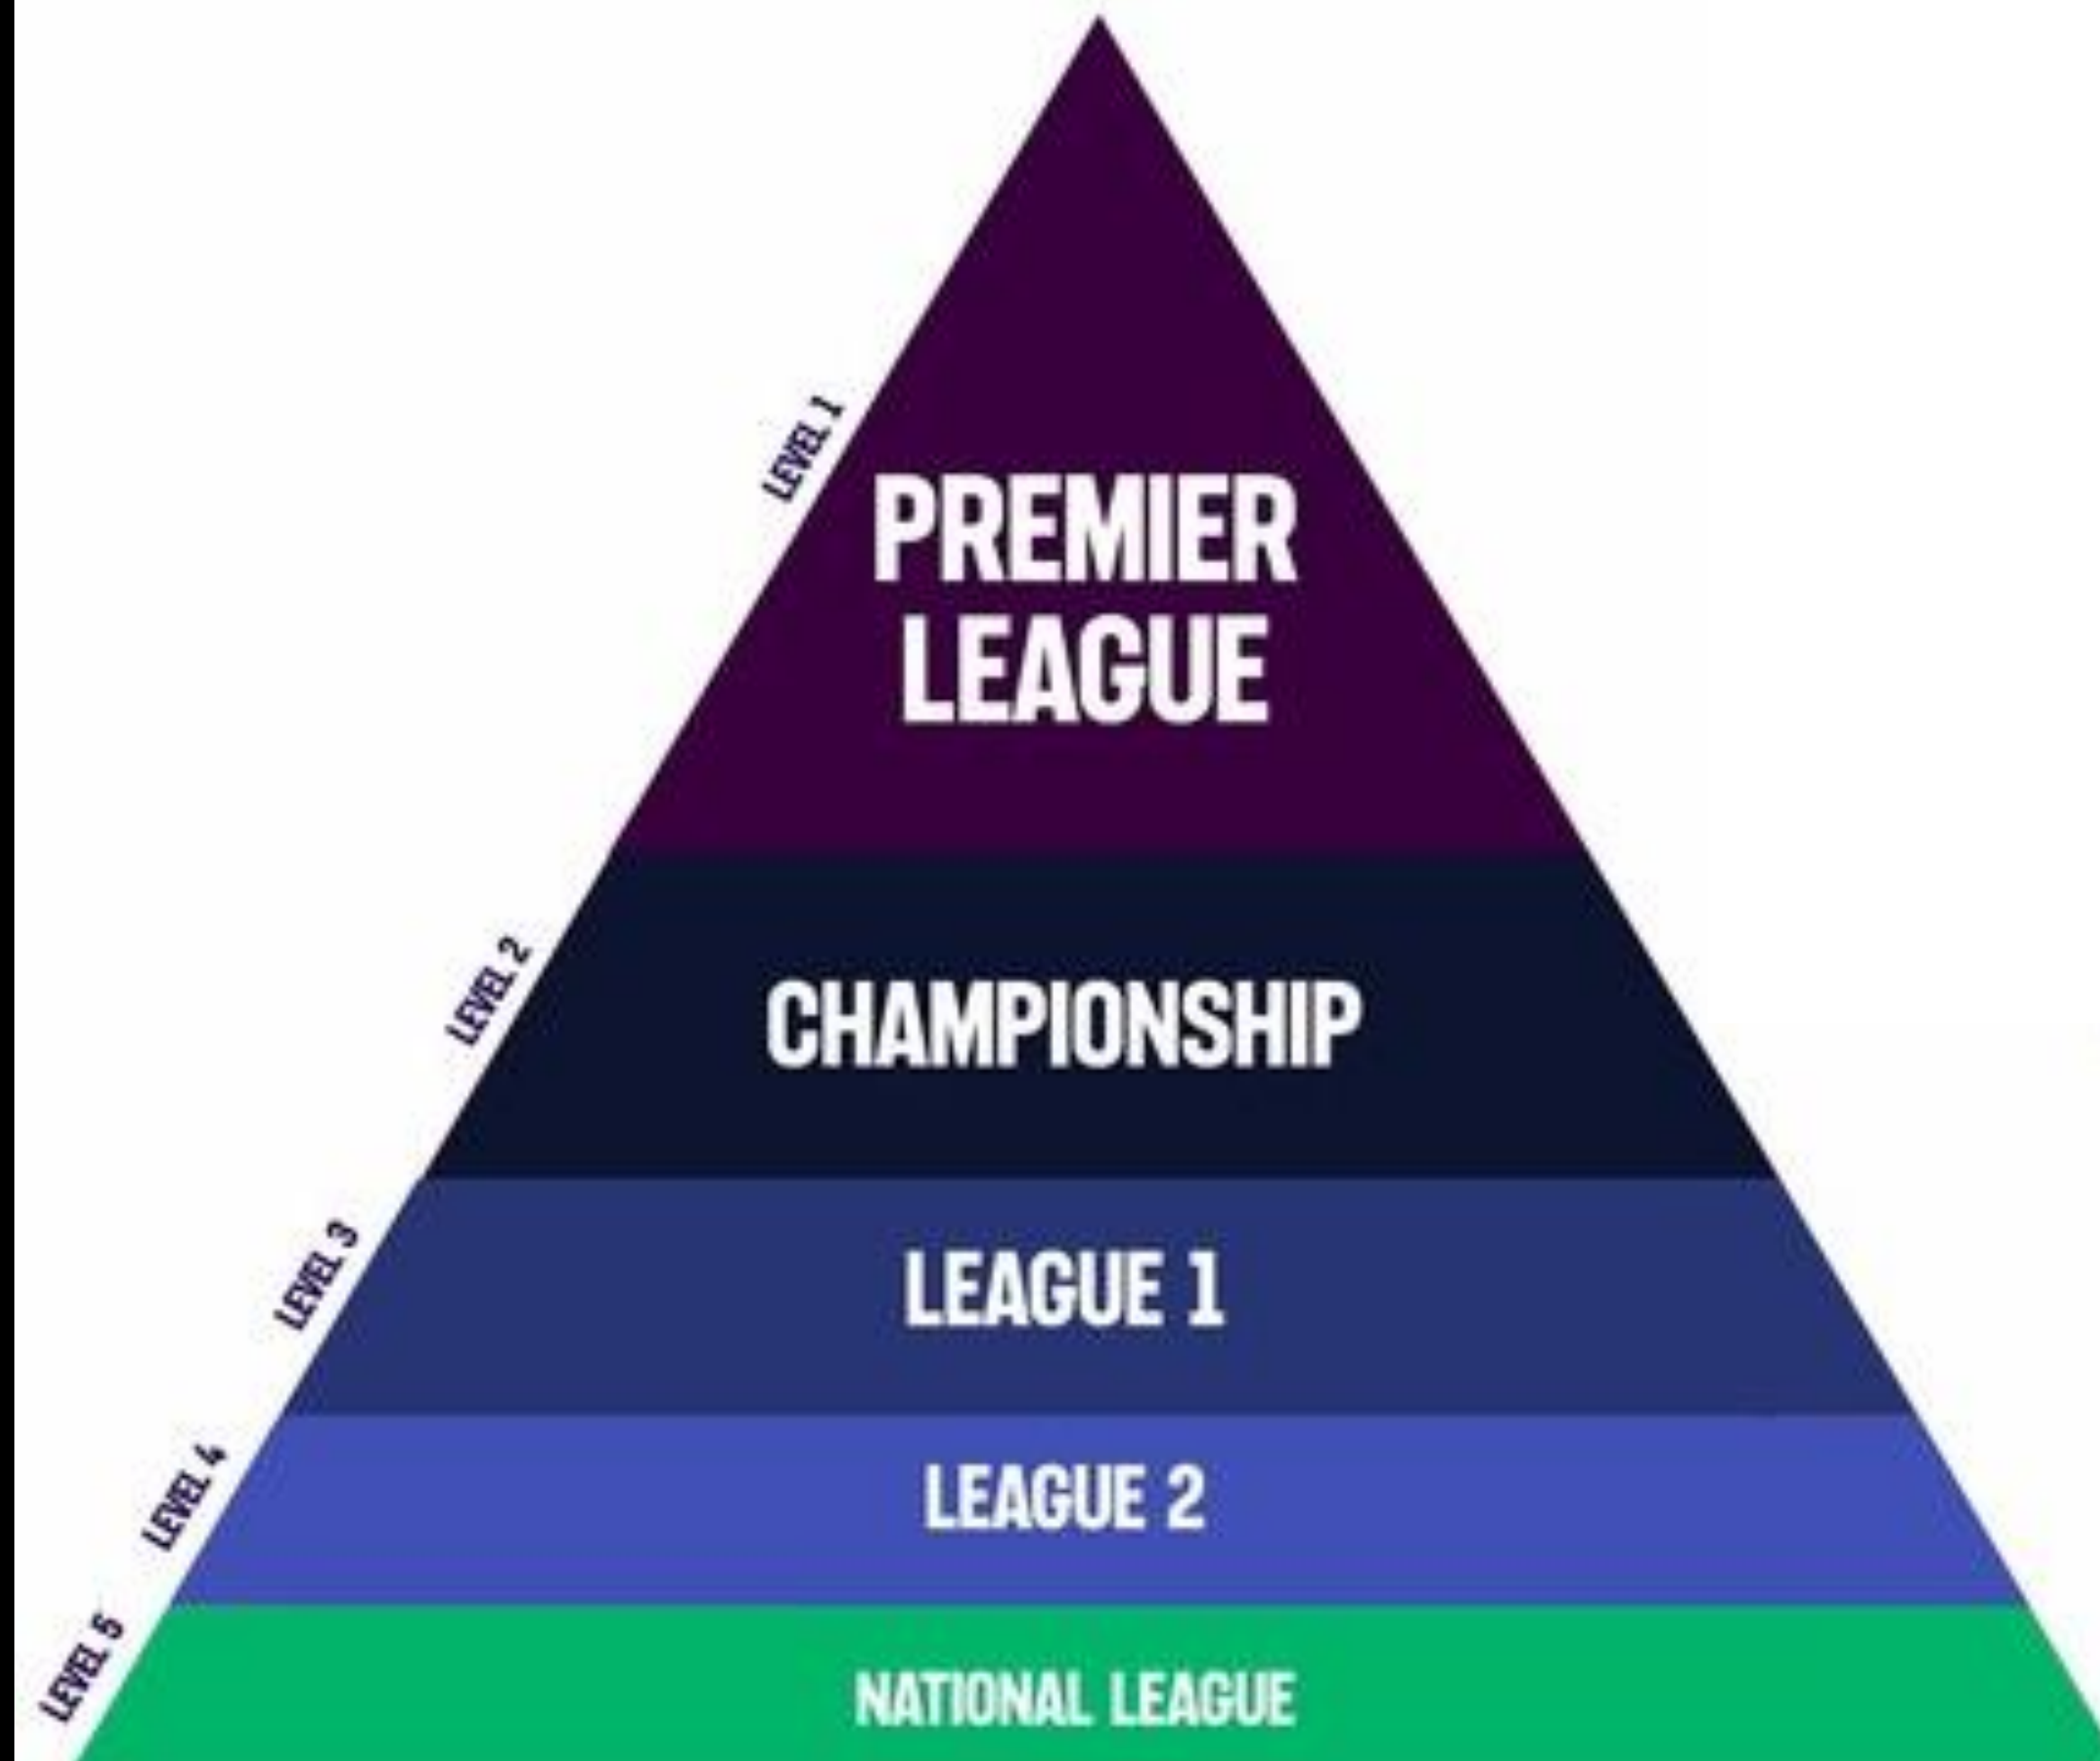 LEVEL 1
PREMIER
LEAGUE
LEVEL 2
CHAMPIONSHIP
LEVEL 3
LEAGUE 1
LEVEL 4
LEAGUE 2
LEVEL 5
NATIONAL LEAGUE